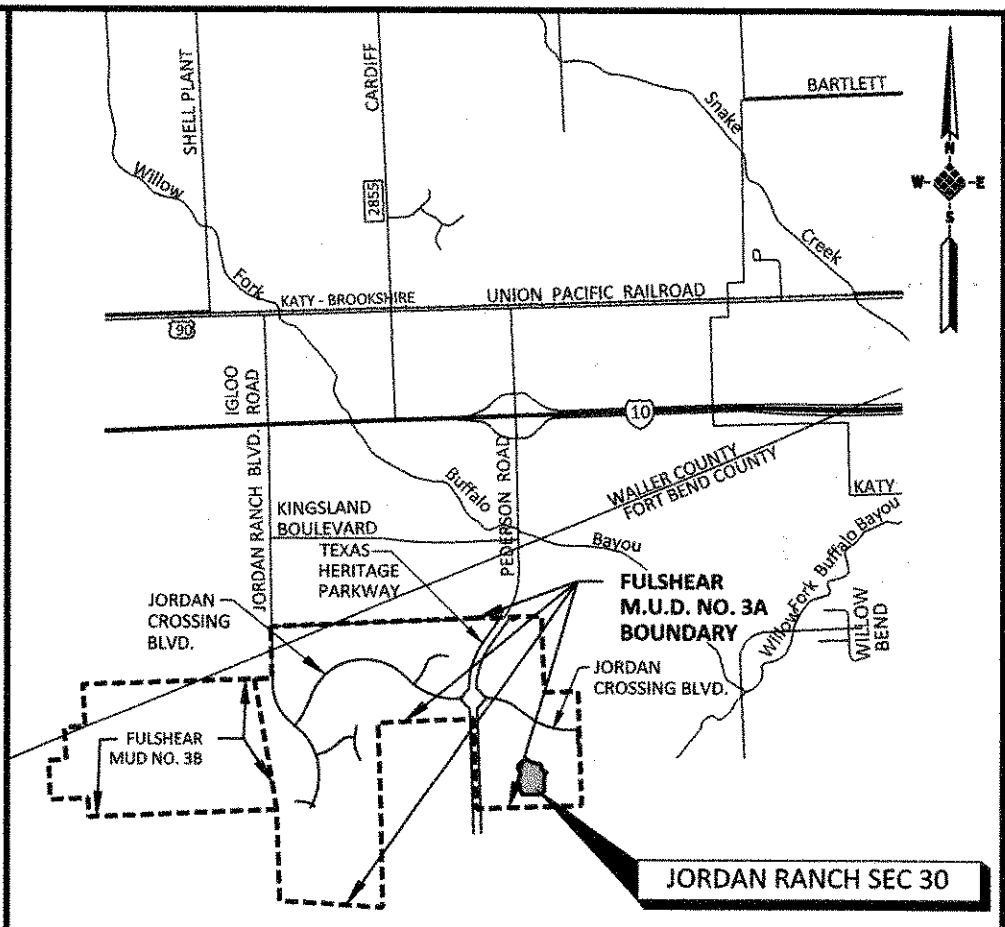 SHELL PLANT
CARDIFF
BARTLETT
Snake
Creek
N
W
E
S
Willow
Fork
2855
KATY - BROOKSHIRE
UNION PACIFIC RAILROAD
90
IGLOO
ROAD
JORDAN RANCH BLVD.
10
PEDERSON ROAD
WALLER COUNTY
FORT BEND COUNTY
KATY
Buffalo
Bayou
KINGSLAND
BOULEVARD
TEXAS
HERITAGE
PARKWAY
Willow Fork Buffalo Bayou
WILLOW
BEND
FULSHEAR
M.U.D. NO. 3A
BOUNDARY
JORDAN
CROSSING
BLVD.
JORDAN
CROSSING BLVD.
FULSHEAR
MUD NO. 3B
JORDAN RANCH SEC 30